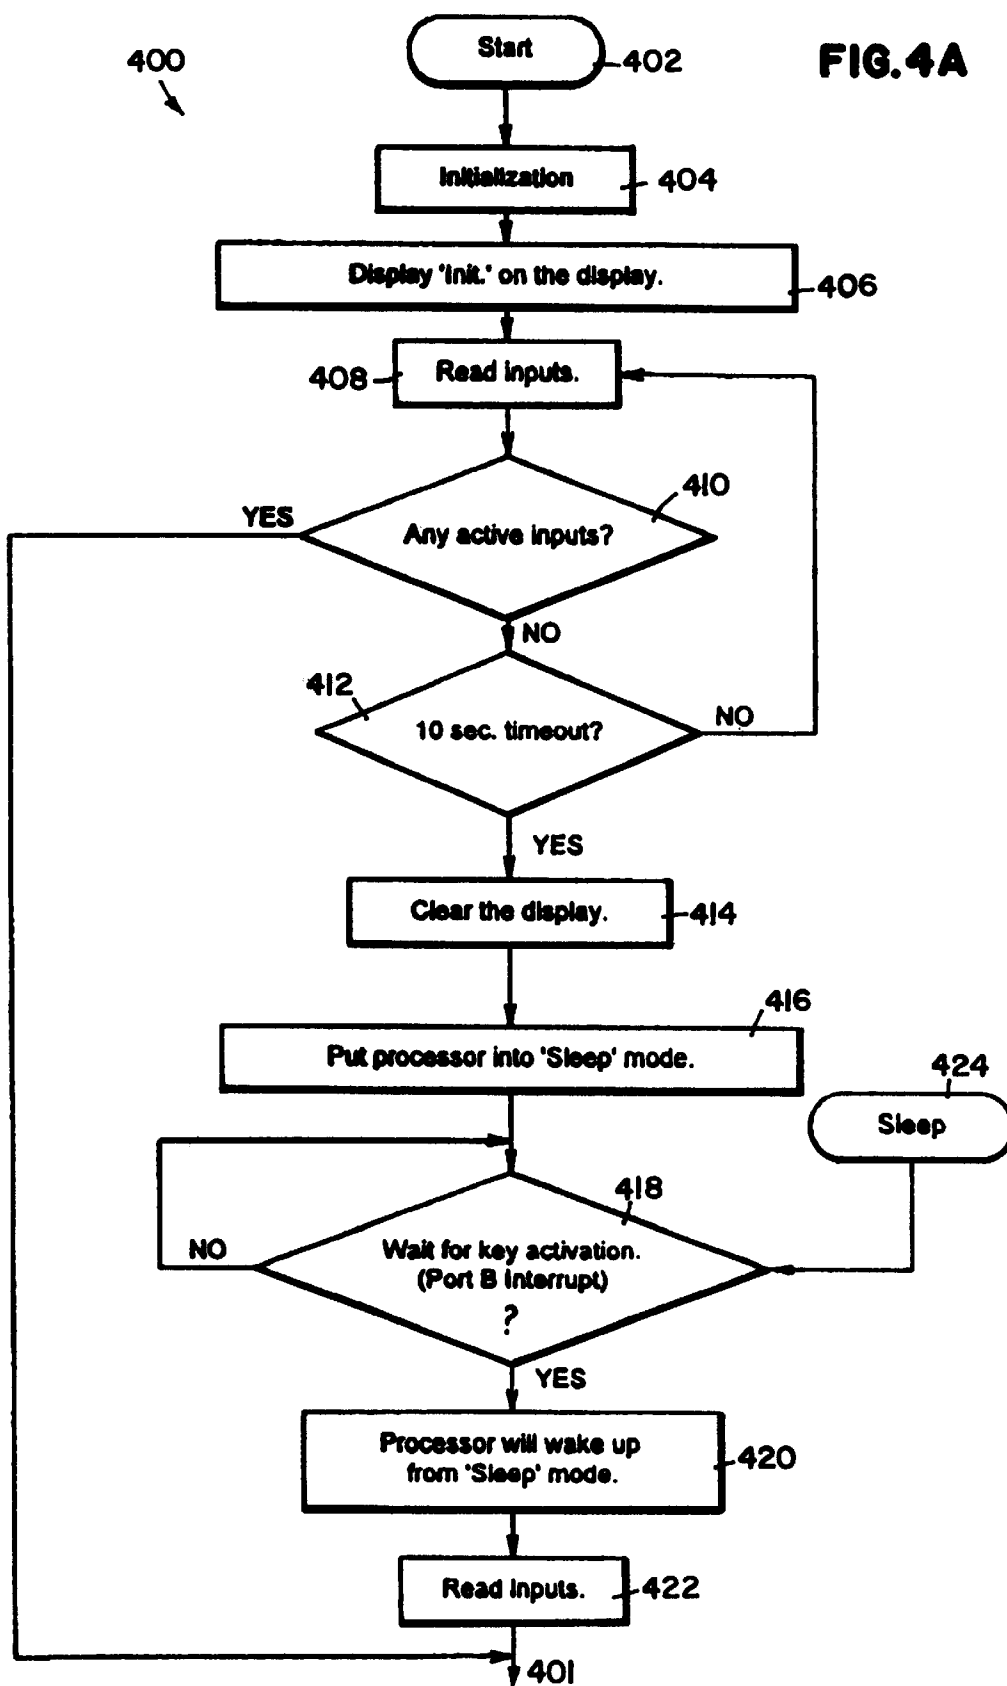 FIG.4A
400
Start
402
Initialization
404
Display 'Init.' on the display.
406
Read inputs.
408
410
YES
Any active inputs?
NO
412
10 sec. timeout?
NO
YES
Clear the display.
414
416
Put processor into 'Sleep' mode.
424
Sleep
418
NO
Wait for key activation.
(Port B Interrupt)
?
YES
Processor will wake up
from 'Sleep' mode.
420
Read Inputs.
422
401